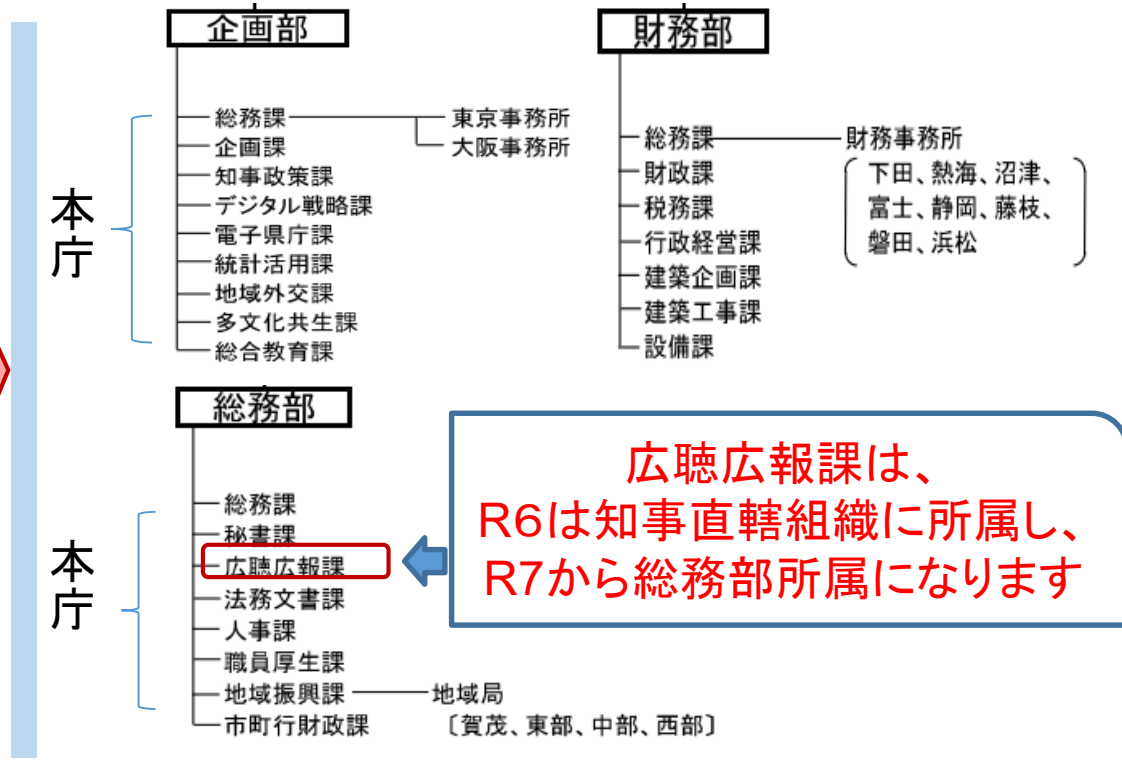 企画部
本庁
総務課
東京事務所
大阪事務所
企画課
知事政策課
デジタル戦略課
電子県庁課
統計活用課
地域外交課
多文化共生課
総合教育課
財務部
総務課
財務事務所
下田、熱海、沼津、
富士、静岡、藤枝、
磐田、浜松
財政課
税務課
行政経営課
建築企画課
建築工事課
設備課
総務部
本庁
総務課
秘書課
広聴広報課
法務文書課
人事課
職員厚生課
地域振興課
地域局
〔賀茂、東部、中部、西部〕
市町行財政課
広聴広報課は、
R6は知事直轄組織に所属し、
R7から総務部所属になります